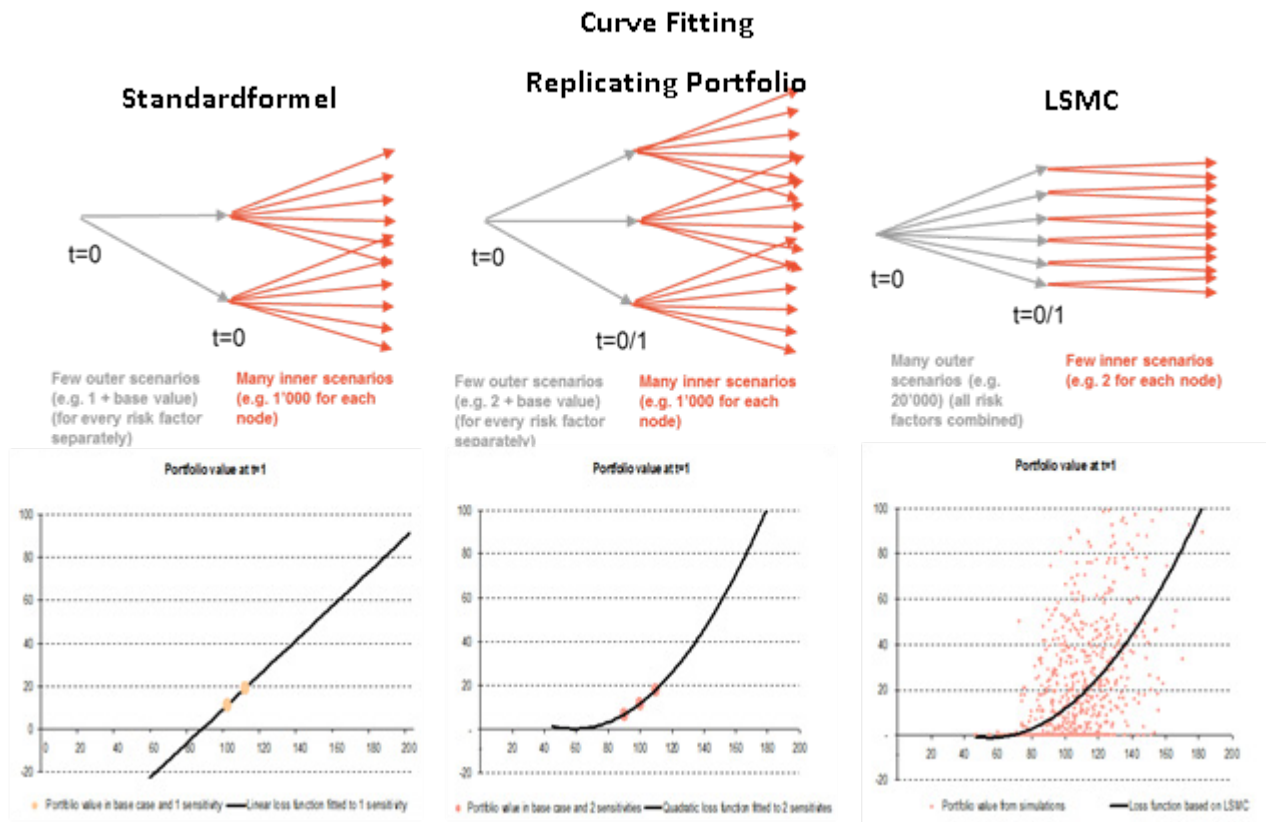 Curve Fitting
Standardformel
Replicating Portfolio
LSMC
t=0
t=0
Few outer scenarios
(e.g. 1 + base value)
(for every risk factor
separately)
Many inner scenarios
(e.g. 1'000 for each
node)
t=0
t=0/1
Few outer scenarios
(e.g. 2 + base value)
(for every risk factor
separately)
Many inner scenarios
(e.g. 1'000 for each
node)
t=0
t=0/1
Many outer
scenarios (e.g.
20'000) (all risk
factors combined)
Few inner scenarios
(e.g. 2 for each node)
Portfolio value at t=1
100
80
60
40
20
0
-20
0 20 40 60 80 100 120 140 160 180 200
Portfolio value in base case and 1 sensitivity
Linear loss function fitted to 1 sensitivity
Portfolio value at t=1
100
80
60
40
20
-
-20
20 40 60 80 100 120 140 160 180 200
Portfolio value in base case and 2 sensitivities
Quadratic loss function fitted to 2 sensitivites
Portfolio value at t=1
100
80
60
40
20
-
-20
20 40 60 80 100 120 140 160 180 200
Portfolio value from simulations
Loss function based on LSMC